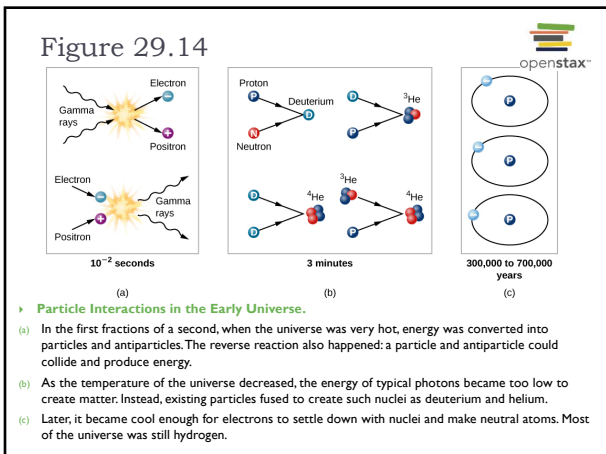 Figure 29.14
openstax™
Electron
Gamma
rays
Positron
Electron
Gamma
rays
Positron
10⁻² seconds
(a)
Proton
P
Deuterium
D
N
Neutron
D
³He
P
D
⁴He
D
³He
⁴He
P
3 minutes
(b)
P
P
P
300,000 to 700,000
years
(c)
Particle Interactions in the Early Universe.
(a) In the first fractions of a second, when the universe was very hot, energy was converted into
particles and antiparticles. The reverse reaction also happened: a particle and antiparticle could
collide and produce energy.
(b) As the temperature of the universe decreased, the energy of typical photons became too low to
create matter. Instead, existing particles fused to create such nuclei as deuterium and helium.
(c) Later, it became cool enough for electrons to settle down with nuclei and make neutral atoms. Most
of the universe was still hydrogen.